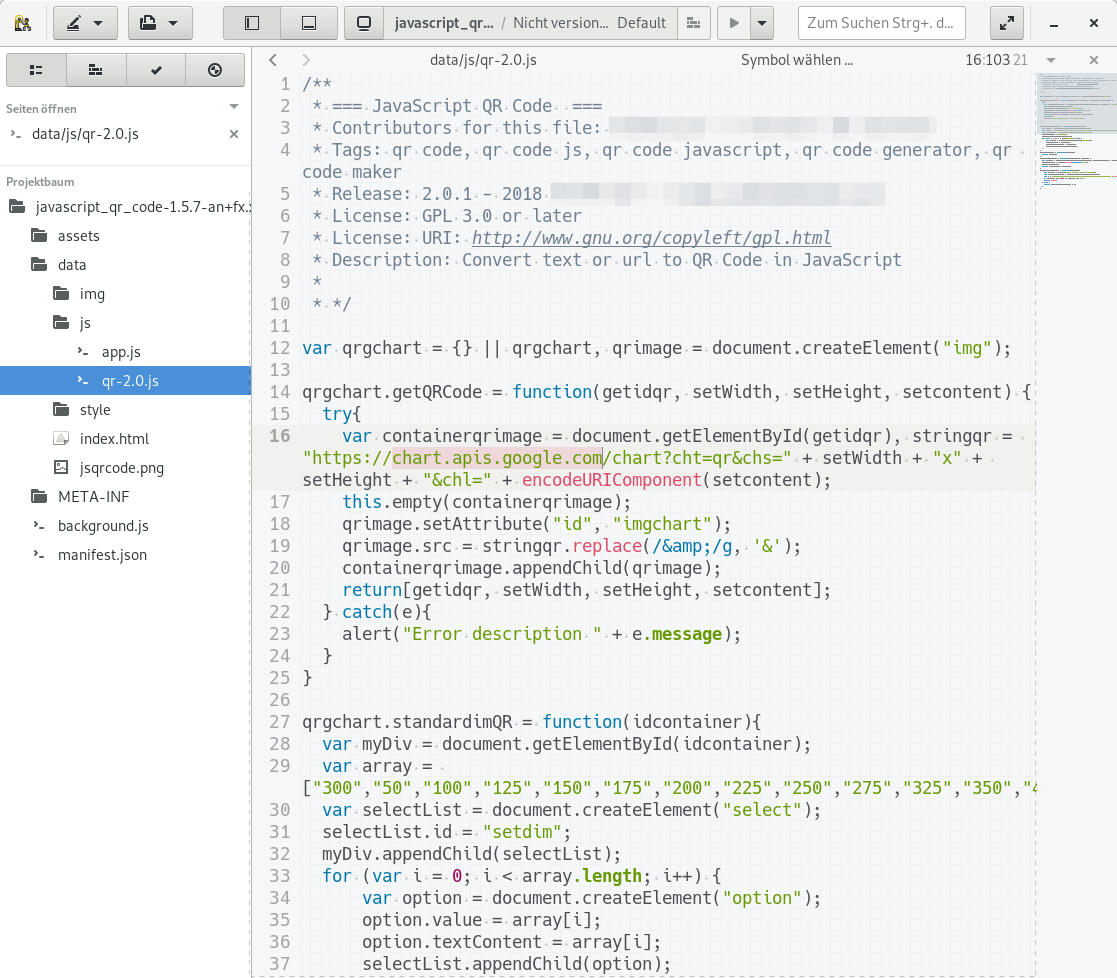 javascript_qr... / Nicht version... Default
Zum Suchen Strg+. d...
Seiten öffnen
data/js/qr-2.0.js
Projektbaum
javascript_qr_code-1.5.7-an+fx.
assets
data
img
js
app.js
qr-2.0.js
style
index.html
jsqrcode.png
META-INF
background.js
manifest.json
data/js/qr-2.0.js Symbol wählen ... 16:103 21
1 /**
2 * === JavaScript QR Code ===
3 * Contributors for this file:
4 * Tags: qr code, qr code js, qr code javascript, qr code generator, qr
code maker
5 * Release: 2.0.1 - 2018
6 * License: GPL 3.0 or later
7 * License: URI: http://www.gnu.org/copyleft/gpl.html
8 * Description: Convert text or url to QR Code in JavaScript
9 *
10 * */
11
12 var qrgchart = {} || qrgchart, qrimage = document.createElement("img");
13
14 qrgchart.getQRCode = function(getidqr, setWidth, setHeight, setcontent) {
15 try{
16 var containerqrimage = document.getElementById(getidqr), stringqr =
"https://chart.apis.google.com/chart?cht=qr&chs=" + setWidth + "x" +
setHeight + "&chl=" + encodeURIComponent(setcontent);
17 this.empty(containerqrimage);
18 qrimage.setAttribute("id", "imgchart");
19 qrimage.src = stringqr.replace(/&amp;/g, '&');
20 containerqrimage.appendChild(qrimage);
21 return[getidqr, setWidth, setHeight, setcontent];
22 } catch(e){
23 alert("Error description " + e.message);
24 }
25 }
26
27 qrgchart.standardimQR = function(idcontainer){
28 var myDiv = document.getElementById(idcontainer);
29 var array =
["300","50","100","125","150","175","200","225","250","275","325","350","4
30 var selectList = document.createElement("select");
31 selectList.id = "setdim";
32 myDiv.appendChild(selectList);
33 for (var i = 0; i < array.length; i++) {
34 var option = document.createElement("option");
35 option.value = array[i];
36 option.textContent = array[i];
37 selectList.appendChild(option);